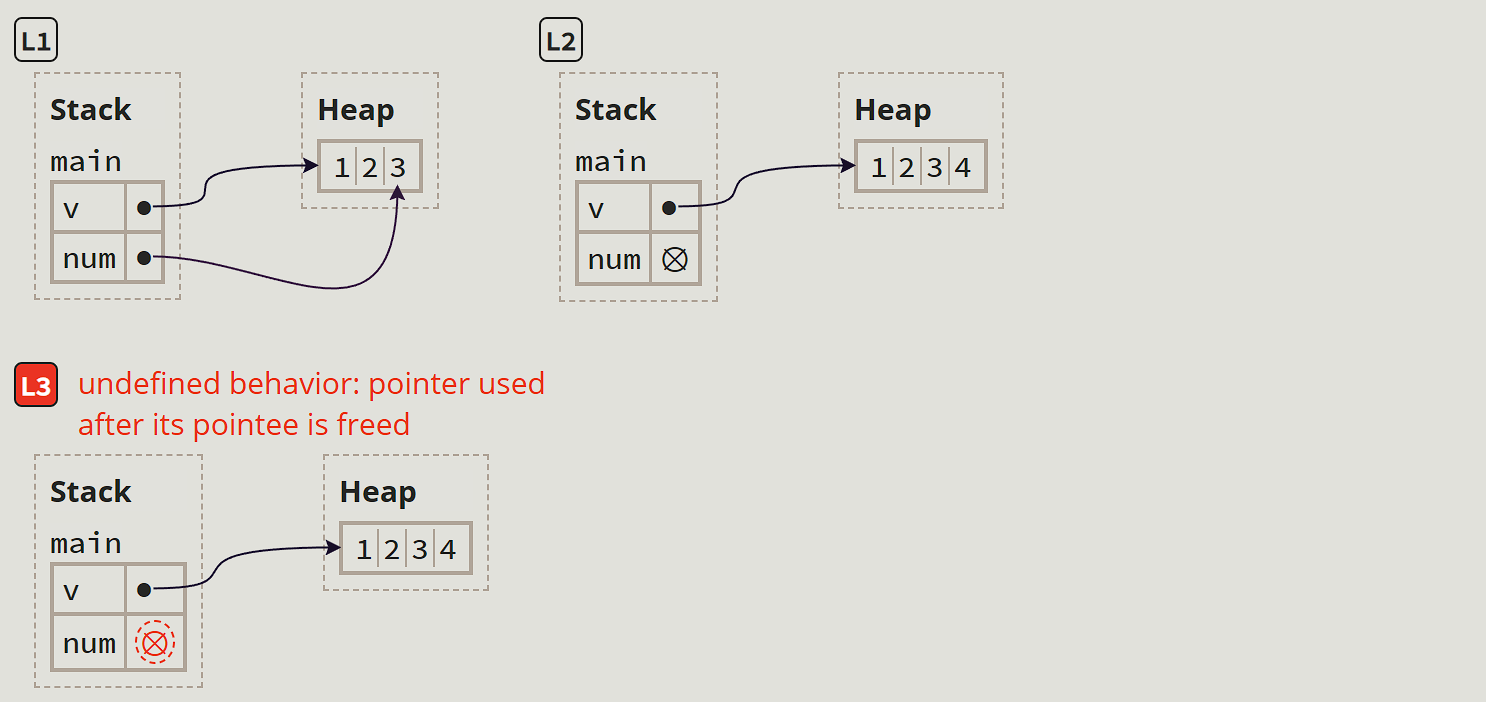 L1
Stack
main
v
num
Heap
1 2 3
L2
Stack
main
v
num
Heap
1 2 3 4
L3 undefined behavior: pointer used
after its pointee is freed
Stack
main
v
num
Heap
1 2 3 4